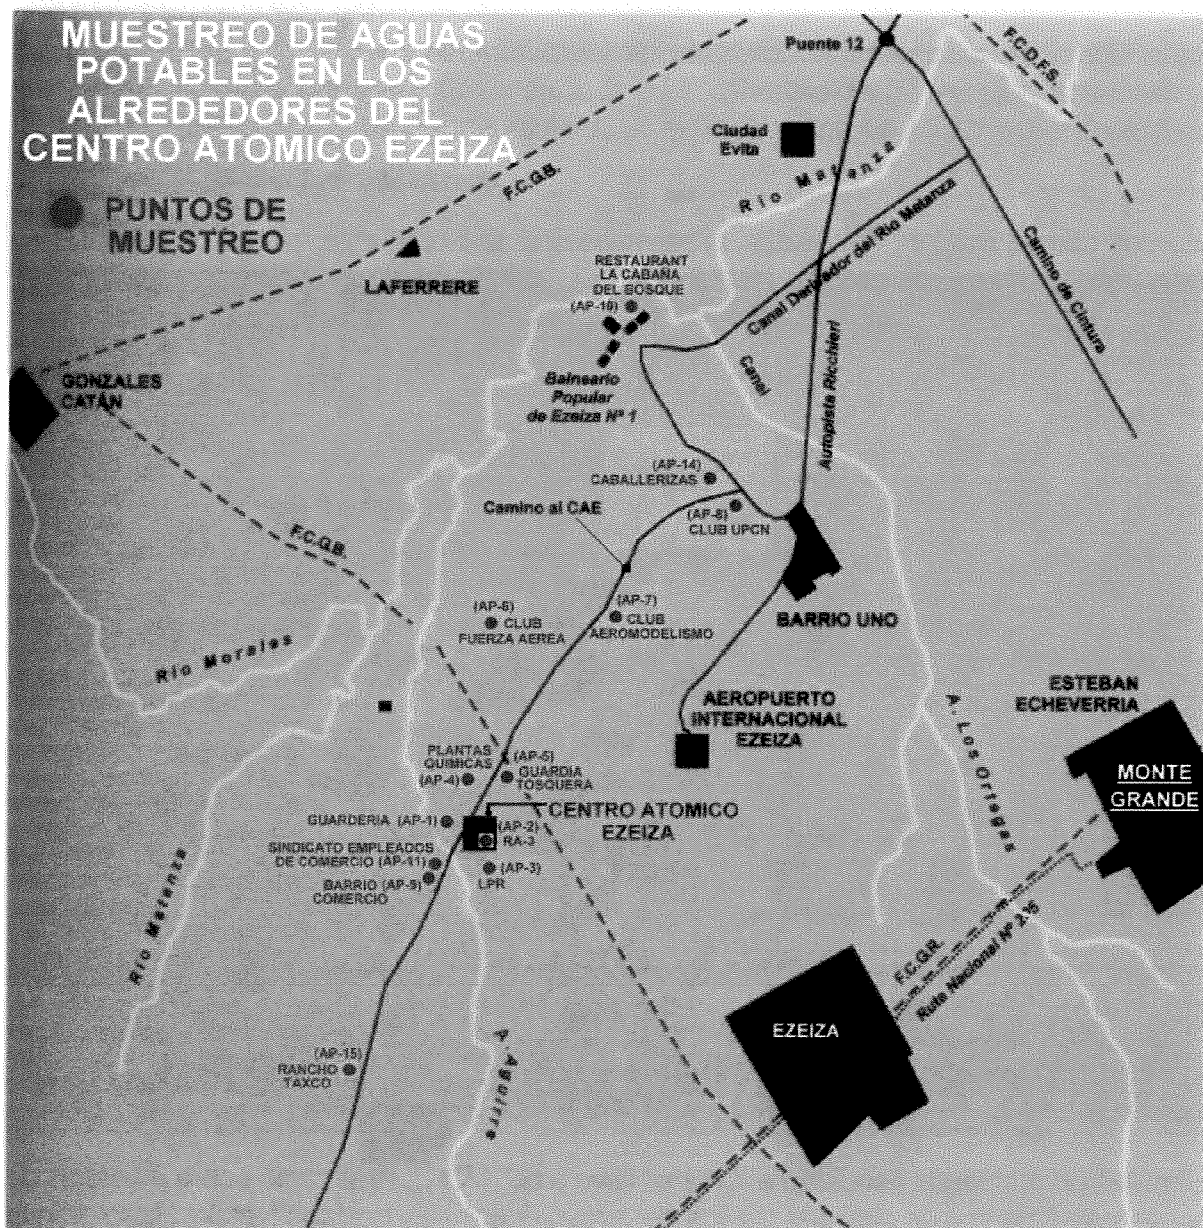 MUESTREO DE AGUAS
POTABLES EN LOS
ALREDEDORES DEL
CENTRO ATOMICO EZEIZA
PUNTOS DE
MUESTREO
Puente 12
F.C.D.F.S.
Ciudad
Evita
Río Matanza
F.C.G.B.
LAFERRERE
RESTAURANT
LA CABAÑA
DEL BOSQUE
(AP-10)
Canal Derivador del Rio Matanza
Camino de Cintura
GONZALES
CATÁN
Balneario
Popular
de Ezeiza Nº 1
Canal
Autopista Ricchieri
(AP-14)
CABALLERIZAS
Camino al CAE
(AP-8)
CLUB UPCN
F.C.G.B.
(AP-6)
CLUB
FUERZA AEREA
(AP-7)
CLUB
AEROMODELISMO
BARRIO UNO
Río Morales
AEROPUERTO
INTERNACIONAL
EZEIZA
ESTEBAN
ECHEVERRIA
A. Los Ortegas
MONTE
GRANDE
PLANTAS
QUIMICAS
(AP-4)
(AP-5)
GUARDIA
TOSQUERA
CENTRO ATOMICO
EZEIZA
GUARDERIA (AP-1)
(AP-2)
RA-3
SINDICATO EMPLEADOS
DE COMERCIO (AP-11)
(AP-3)
LPR
BARRIO (AP-9)
COMERCIO
Río Matanza
F.C.G.R.
Ruta Nacional Nº 205
EZEIZA
(AP-15)
RANCHO
TAXCO
A. Aguirre